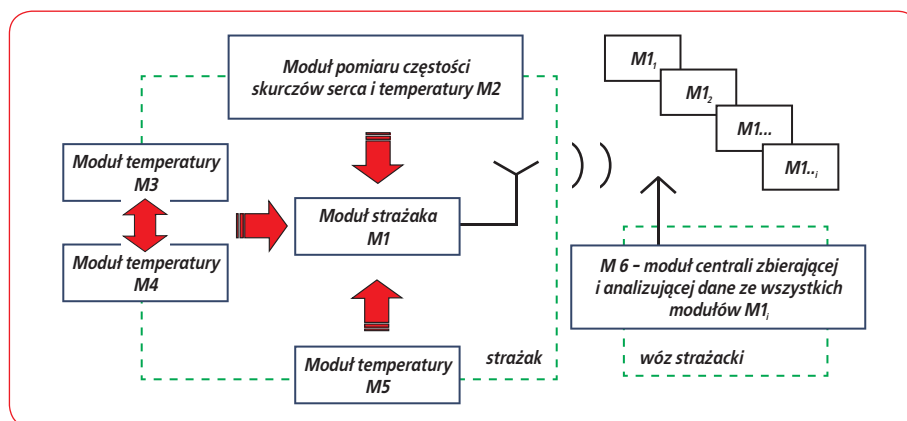 Moduł pomiaru częstości
skurczów serca i temperatury M2
Moduł temperatury
M3
Moduł temperatury
M4
Moduł strażaka
M1
Moduł temperatury
M5
strażak
M1₁
M1₂
M1...
M1..ᵢ
M 6 – moduł centrali zbierającej
i analizującej dane ze wszystkich
modułów M1ᵢ
wóz strażacki